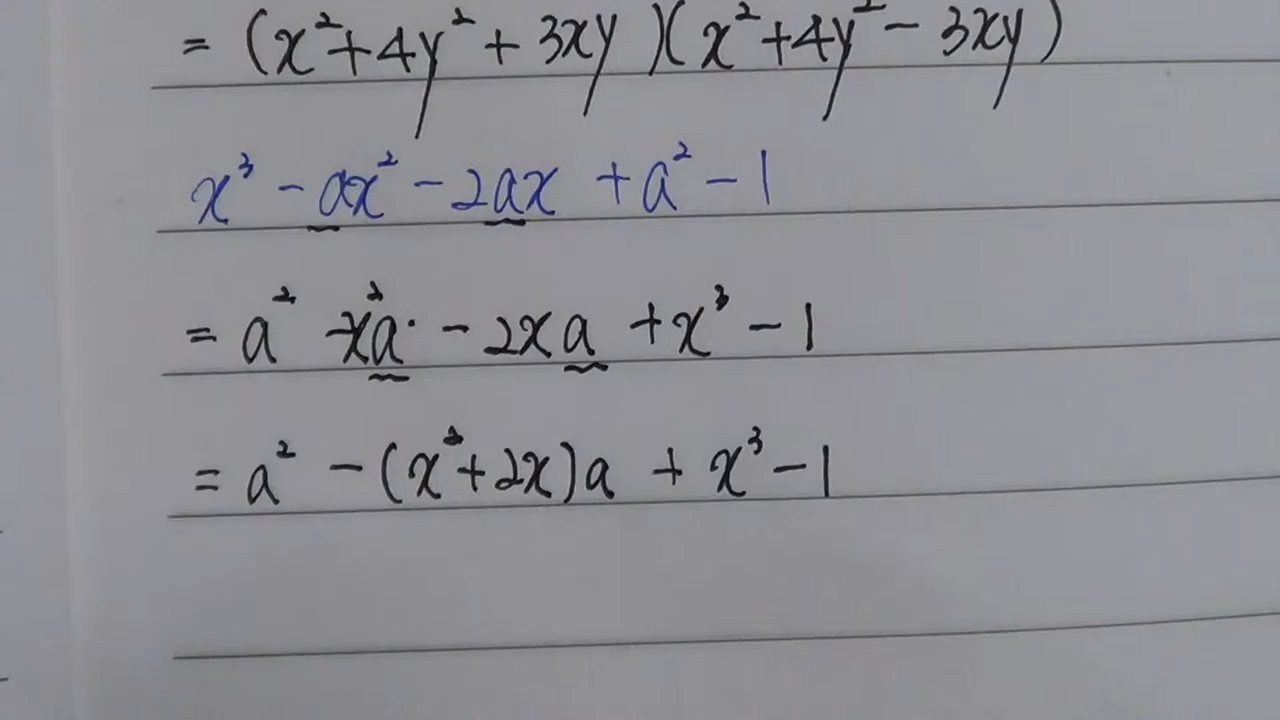 = (x²+4y²+3xy)(x²+4y²-3xy)
x³-ax²-2ax+a²-1
= a²-x²a-2xa+x³-1
= a²-(x²+2x)a+x³-1